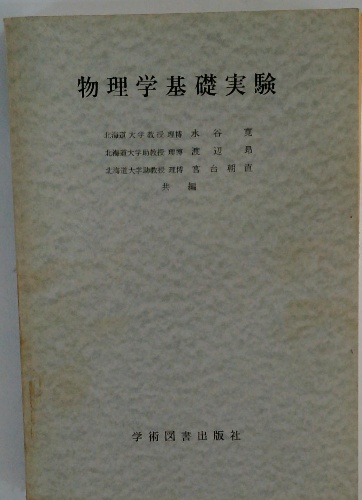 物理学基礎実験
北海道大学教授 理博 水谷 寛
北海道大学助教授 理博 渡辺 昂
北海道大学助教授 理博 宮台朝直
共編
学術図書出版社